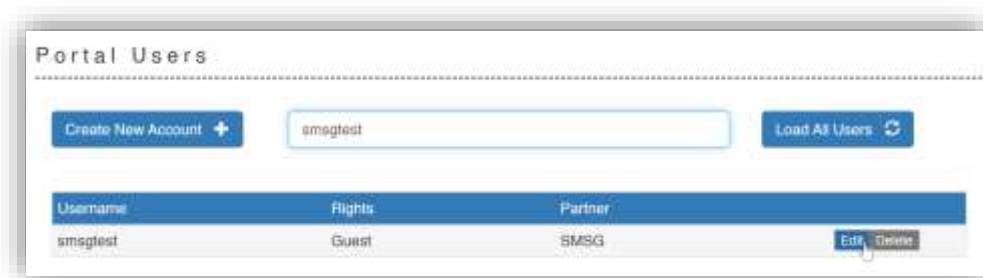 Portal Users
Create New Account smsgtest Load All Users
Username Rights Partner
smsgtest Guest SMSG Edit Delete